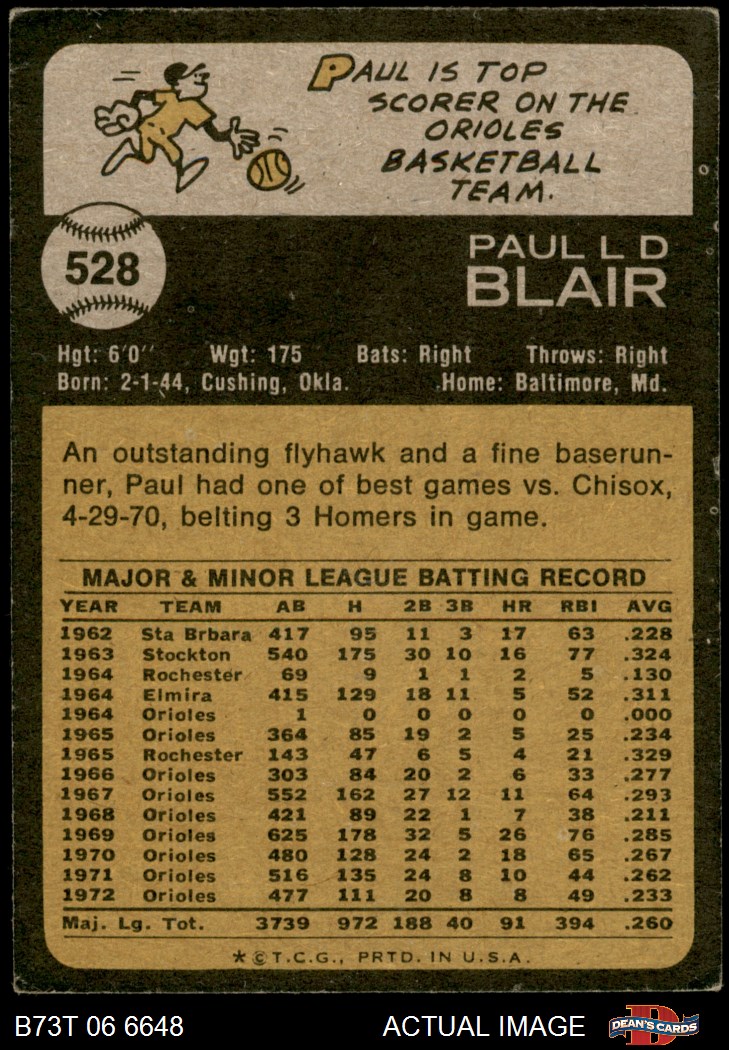 PAUL IS TOP
SCORER ON THE
ORIOLES
BASKETBALL
TEAM.
528
PAUL L D
BLAIR
Hgt: 6'0'' Wgt: 175 Bats: Right Throws: Right
Born: 2-1-44, Cushing, Okla. Home: Baltimore, Md.
An outstanding flyhawk and a fine baserun-
ner, Paul had one of best games vs. Chisox,
4-29-70, belting 3 Homers in game.
MAJOR & MINOR LEAGUE BATTING RECORD
YEAR TEAM AB H 2B 3B HR RBI AVG
1962 Sta Brbara 417 95 11 3 17 63 .228
1963 Stockton 540 175 30 10 16 77 .324
1964 Rochester 69 9 1 1 2 5 .130
1964 Elmira 415 129 18 11 5 52 .311
1964 Orioles 1 0 0 0 0 0 .000
1965 Orioles 364 85 19 2 5 25 .234
1965 Rochester 143 47 6 5 4 21 .329
1966 Orioles 303 84 20 2 6 33 .277
1967 Orioles 552 162 27 12 11 64 .293
1968 Orioles 421 89 22 1 7 38 .211
1969 Orioles 625 178 32 5 26 76 .285
1970 Orioles 480 128 24 2 18 65 .267
1971 Orioles 516 135 24 8 10 44 .262
1972 Orioles 477 111 20 8 8 49 .233
Maj. Lg. Tot. 3739 972 188 40 91 394 .260
*©T.C.G., PRTD. IN U.S.A.
B73T 06 6648 ACTUAL IMAGE D DEAN'S CARDS